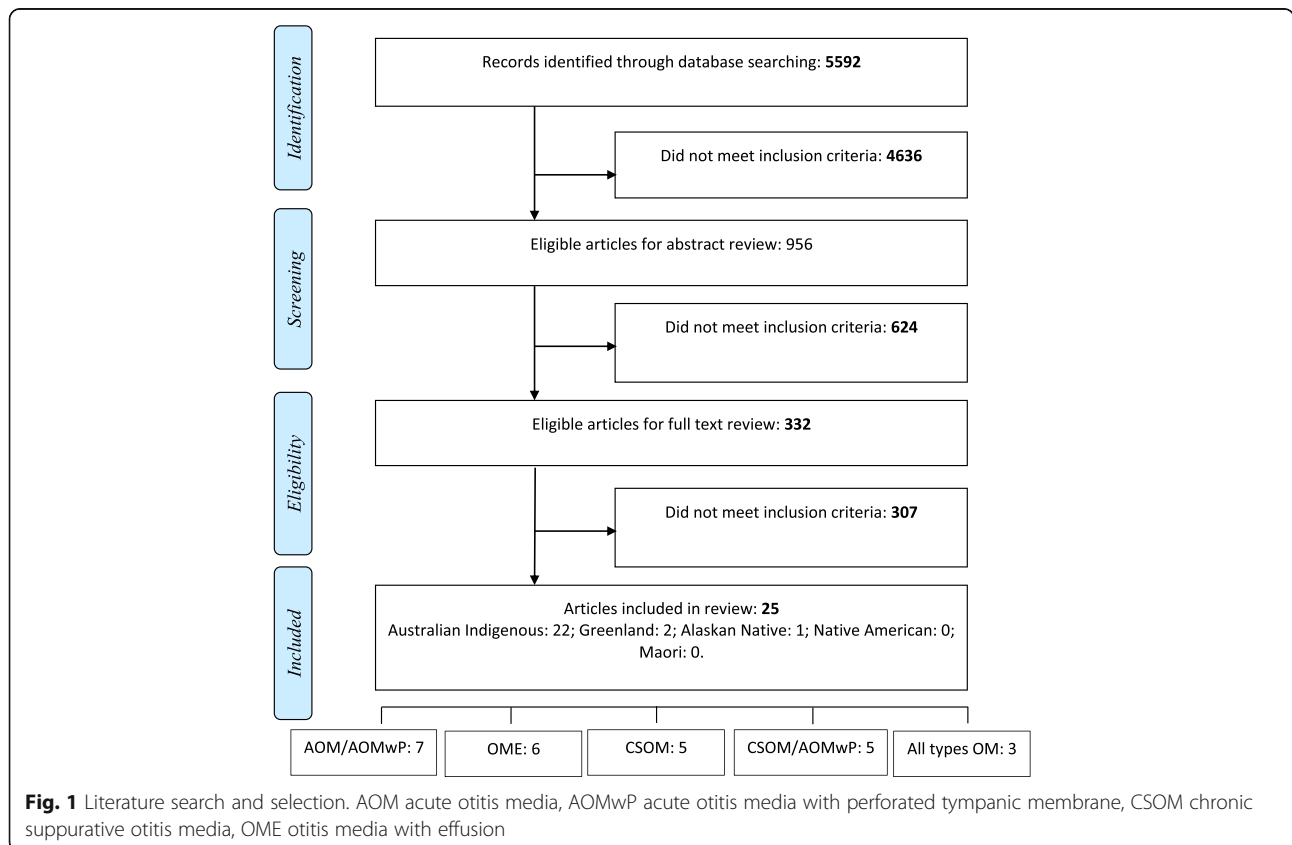 Identification
Records identified through database searching: 5592
Did not meet inclusion criteria: 4636
Screening
Eligible articles for abstract review: 956
Did not meet inclusion criteria: 624
Eligibility
Eligible articles for full text review: 332
Did not meet inclusion criteria: 307
Included
Articles included in review: 25
Australian Indigenous: 22; Greenland: 2; Alaskan Native: 1; Native American: 0;
Maori: 0.
AOM/AOMwP: 7
OME: 6
CSOM: 5
CSOM/AOMwP: 5
All types OM: 3
Fig. 1 Literature search and selection. AOM acute otitis media, AOMwP acute otitis media with perforated tympanic membrane, CSOM chronic
suppurative otitis media, OME otitis media with effusion